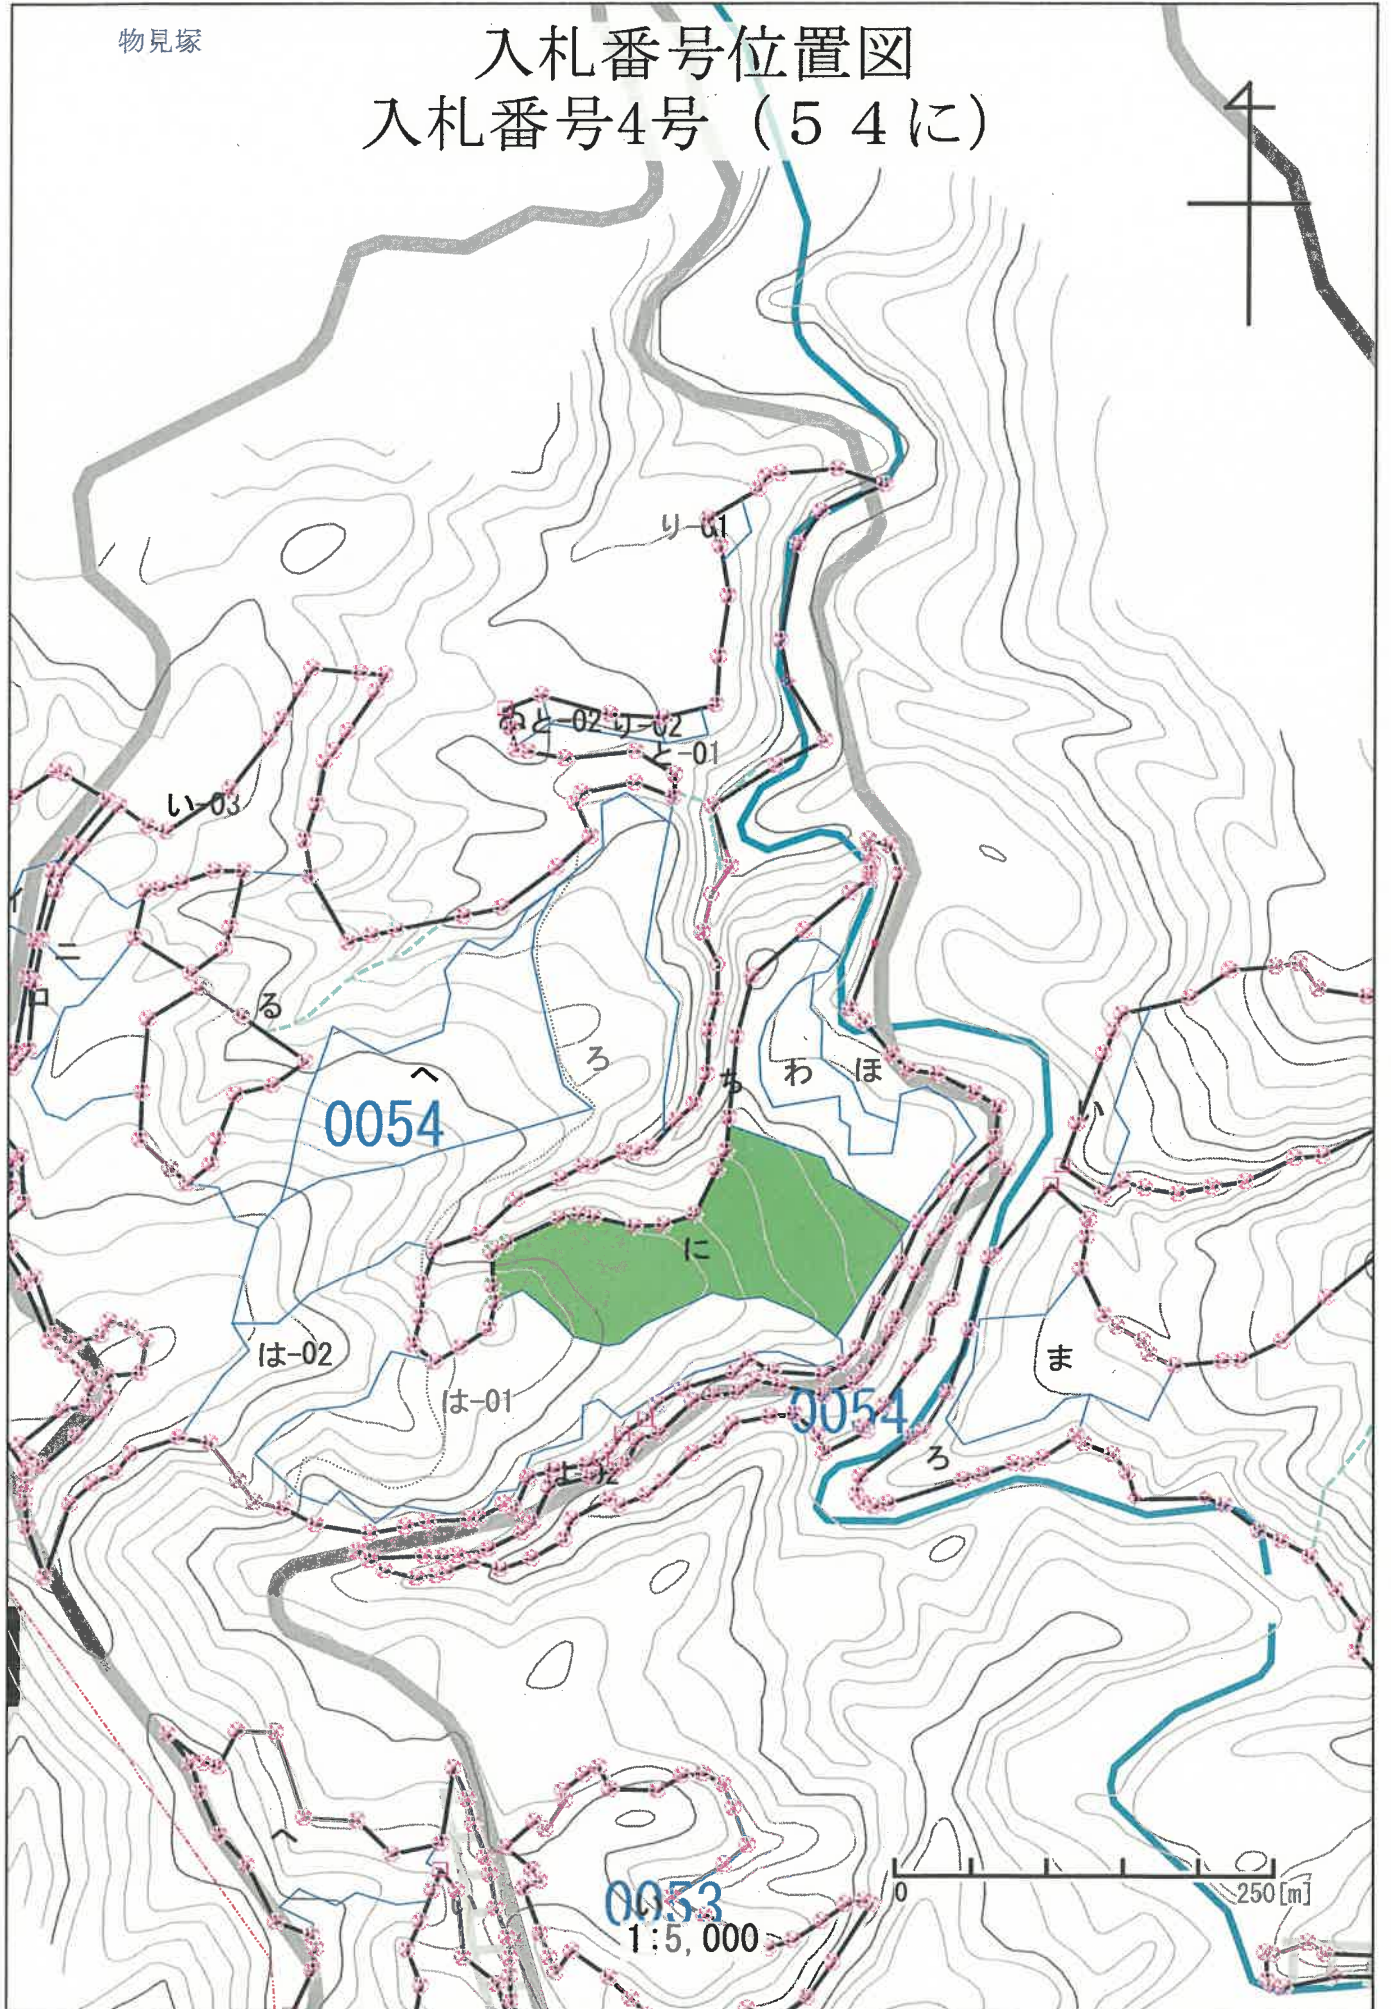 物見塚
入札番号位置図
入札番号4号（５４に）
り-01
と-02
り-02
と-01
い-03
ニ
ロ
る
ろ
へ
0054
ち
わ
ほ
い
に
は-02
は-01
ま
0054
ろ
へ
い
0053
0
250[m]
1:5,000